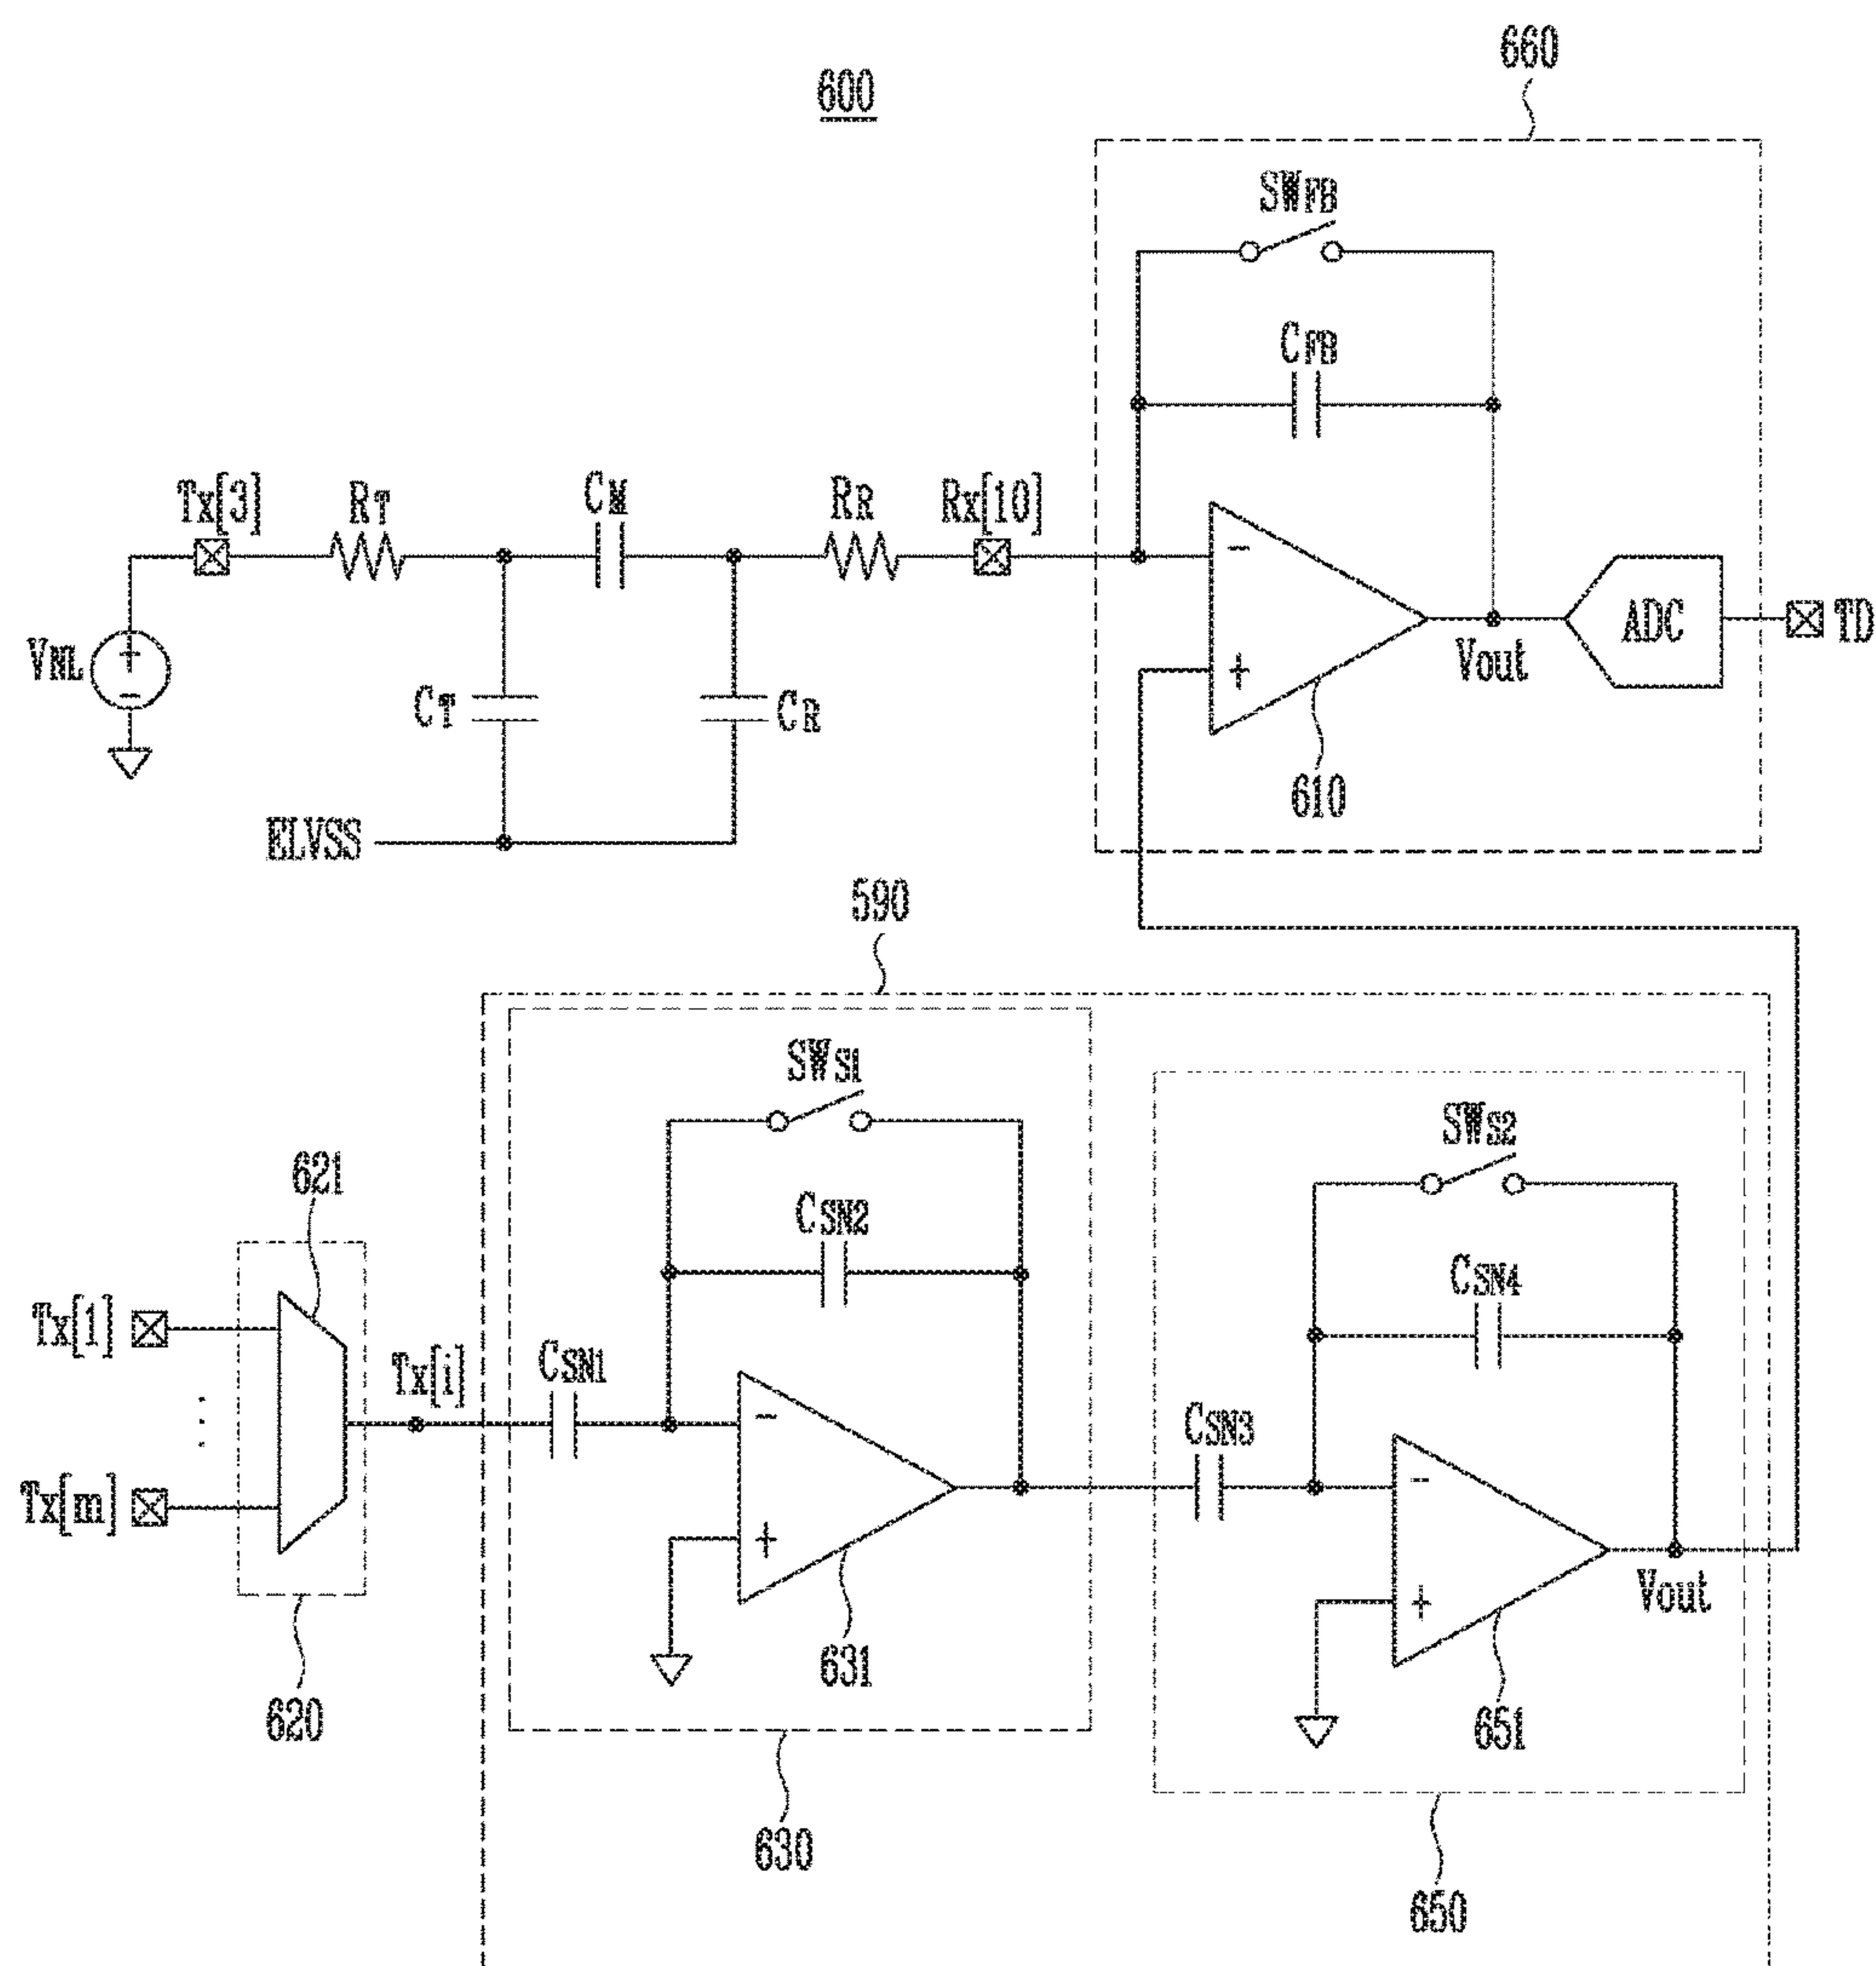 600
660
SWFB
CFB
Tx[3]
RT
CM
RR
Rx[10]
VNL
+
-
CT
CR
ELVSS
-
+
610
Vout
ADC
TD
590
SWS1
CSN2
CSN1
-
+
631
630
SWS2
CSN4
CSN3
-
+
651
Vout
650
621
Tx[1]
Tx[m]
Tx[i]
620